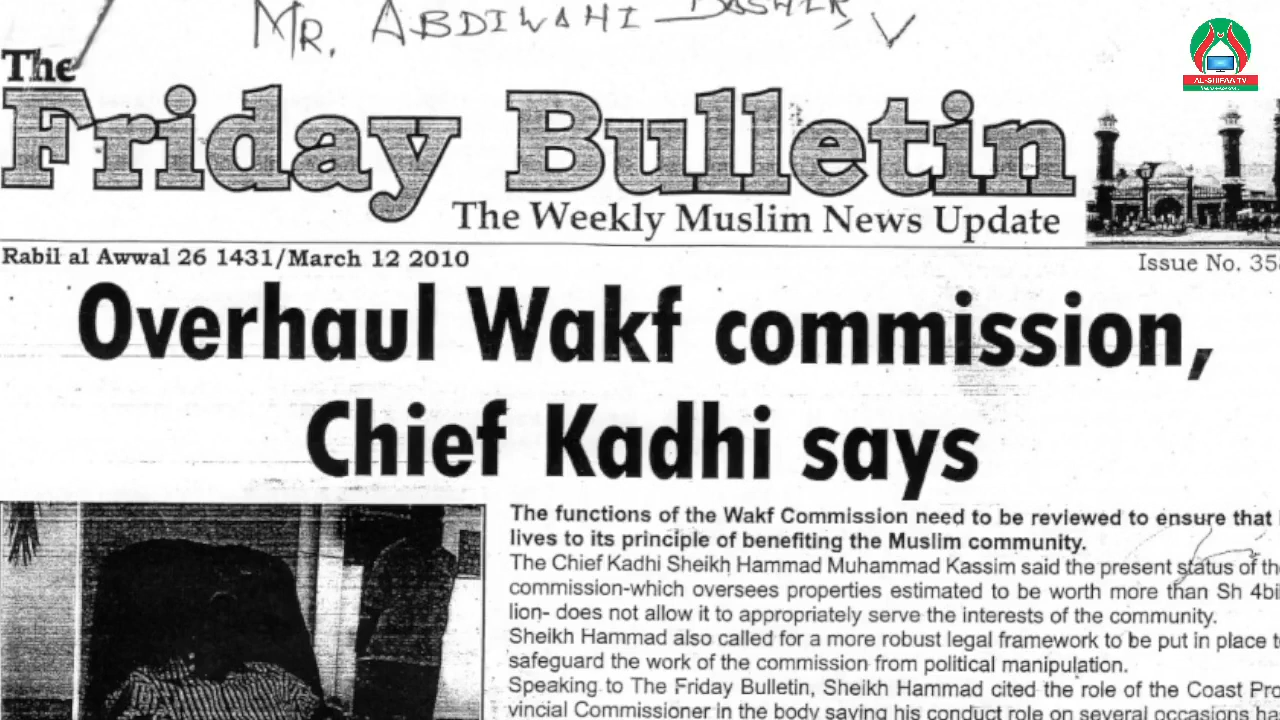 MR. ABDIWAHI BASHIR
AL-SHIFAA TV
The
Friday Bulletin
The Weekly Muslim News Update
Rabil al Awwal 26 1431/March 12 2010
Issue No. 358
Overhaul Wakf commission,
Chief Kadhi says
The functions of the Wakf Commission need to be reviewed to ensure that
lives to its principle of benefiting the Muslim community.
The Chief Kadhi Sheikh Hammad Muhammad Kassim said the present status of the
commission-which oversees properties estimated to be worth more than Sh 4bil
lion- does not allow it to appropriately serve the interests of the community.
Sheikh Hammad also called for a more robust legal framework to be put in place to
safeguard the work of the commission from political manipulation.
Speaking to The Friday Bulletin, Sheikh Hammad cited the role of the Coast Pro
vincial Commissioner in the body saying his conduct role on several occasions ha